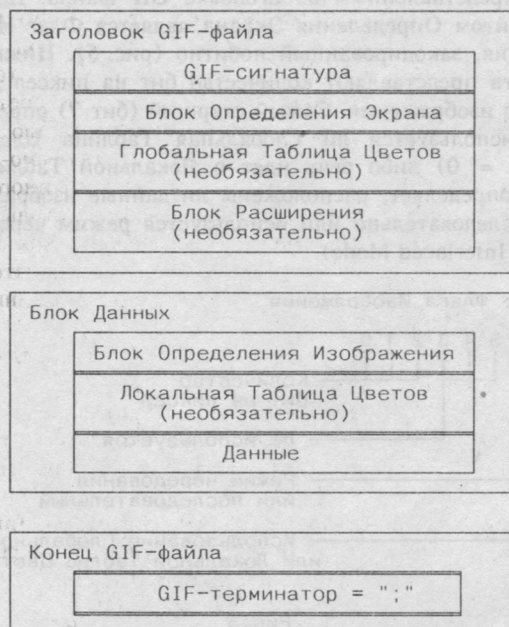 Заголовок GIF-файла
GIF-сигнатура
Блок Определения Экрана
Глобальная Таблица Цветов
(необязательно)
Блок Расширения
(необязательно)
Блок Данных
Блок Определения Изображения
Локальная Таблица Цветов
(необязательно)
Данные
Конец GIF-файла
GIF-терминатор = ";"